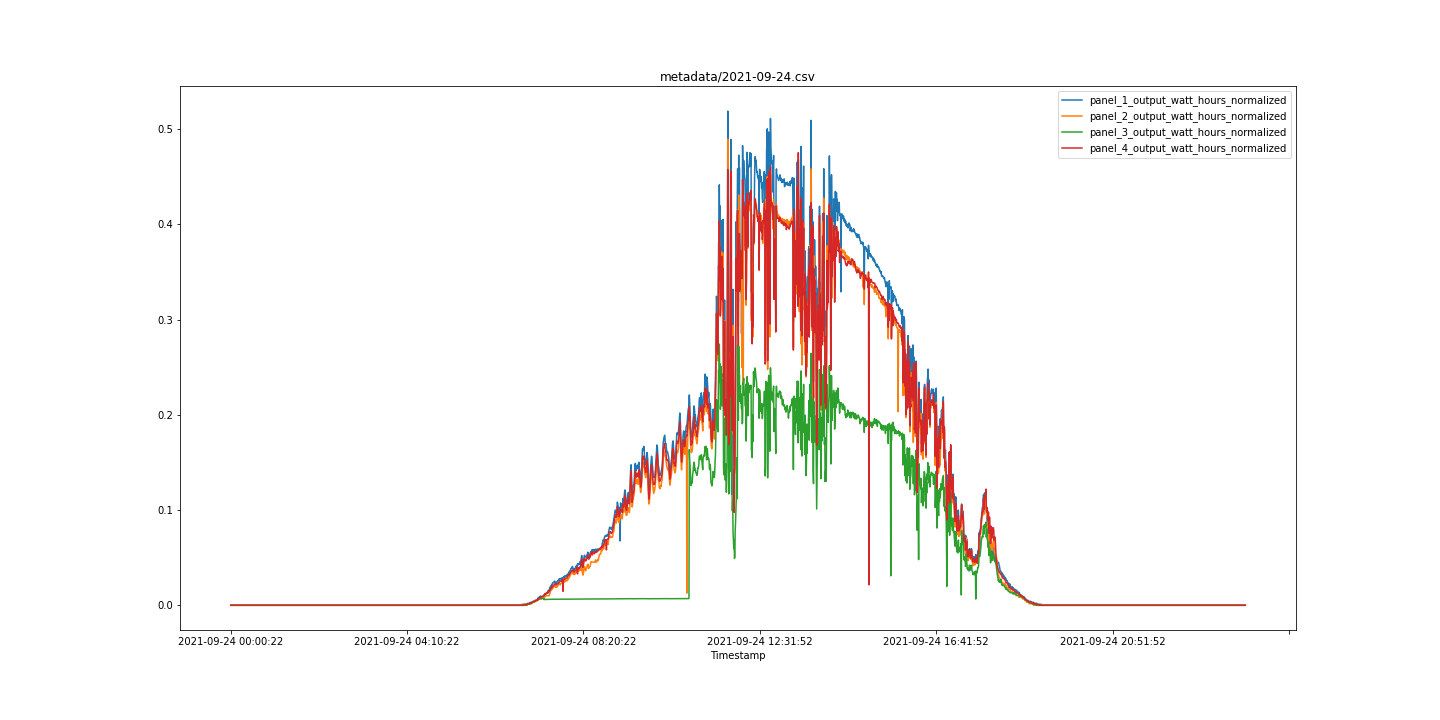 metadata/2021-09-24.csv
panel_1_output_watt_hours_normalized
panel_2_output_watt_hours_normalized
panel_3_output_watt_hours_normalized
panel_4_output_watt_hours_normalized
0.5
0.4
0.3
0.2
0.1
0.0
2021-09-24 00:00:22 2021-09-24 04:10:22 2021-09-24 08:20:22 2021-09-24 12:31:52 2021-09-24 16:41:52 2021-09-24 20:51:52
Timestamp